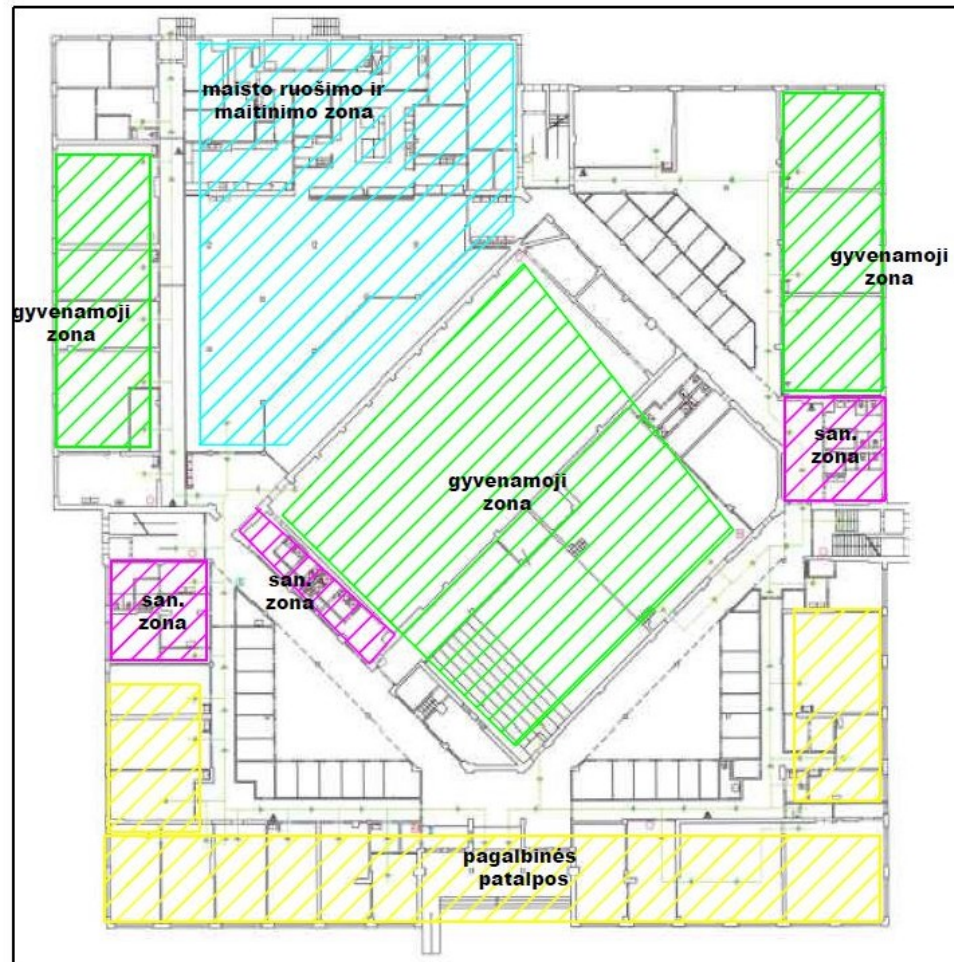 maisto ruošimo ir
maitinimo zona
gyvenamoji
zona
gyvenamoji
zona
san.
zona
gyvenamoji
zona
san.
zona
san.
zona
pagalbinės
patalpos